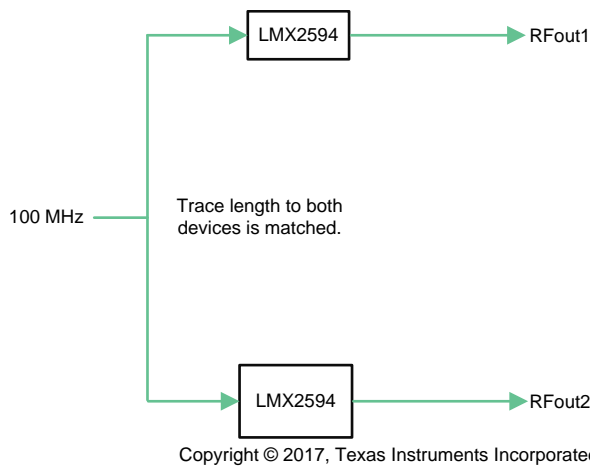 LMX2594
RFout1
100 MHz
Trace length to both
devices is matched.
LMX2594
RFout2
Copyright © 2017, Texas Instruments Incorporated